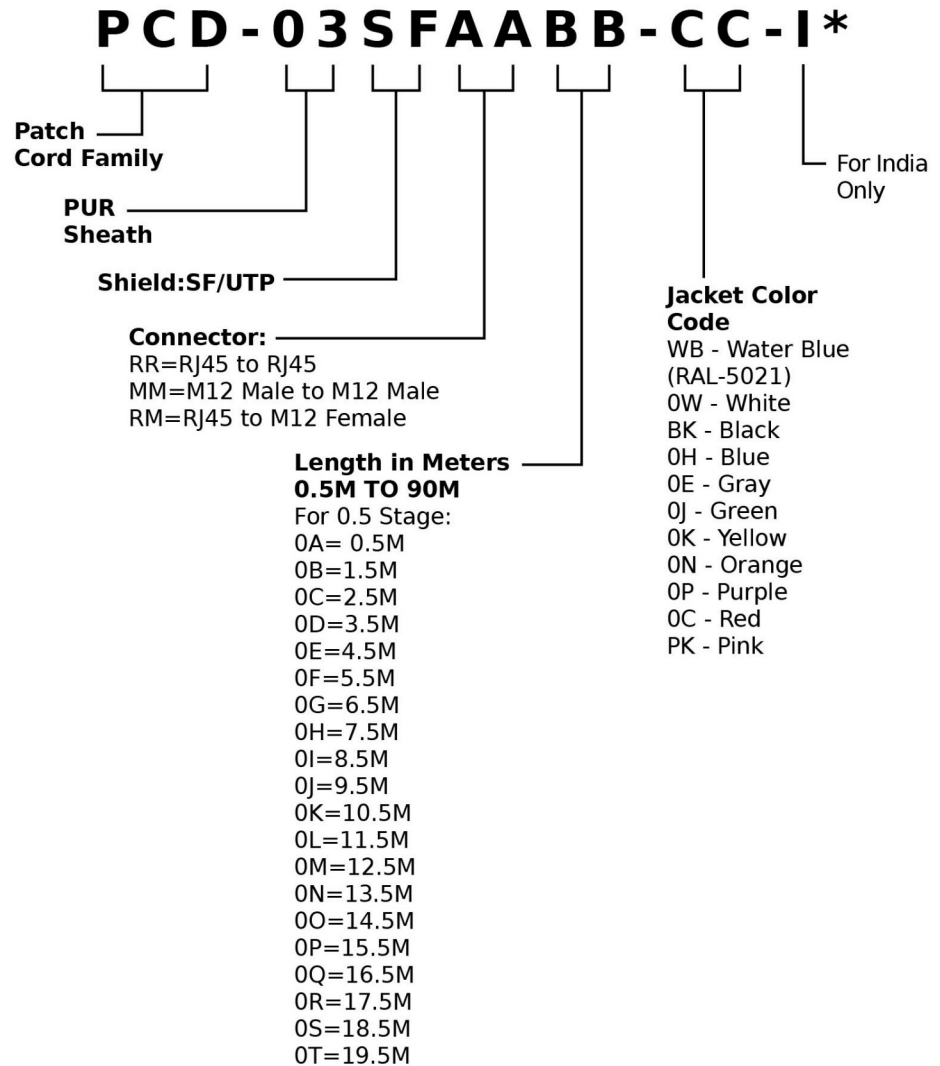 PCD-03SFAABB-CC-I*
Patch
Cord Family
For India
Only
PUR
Sheath
Shield:SF/UTP
Connector:
RR=RJ45 to RJ45
MM=M12 Male to M12 Male
RM=RJ45 to M12 Female
Jacket Color
Code
WB - Water Blue
(RAL-5021)
0W - White
BK - Black
0H - Blue
0E - Gray
0J - Green
0K - Yellow
0N - Orange
0P - Purple
0C - Red
PK - Pink
Length in Meters
0.5M TO 90M
For 0.5 Stage:
0A= 0.5M
0B=1.5M
0C=2.5M
0D=3.5M
0E=4.5M
0F=5.5M
0G=6.5M
0H=7.5M
0I=8.5M
0J=9.5M
0K=10.5M
0L=11.5M
0M=12.5M
0N=13.5M
0O=14.5M
0P=15.5M
0Q=16.5M
0R=17.5M
0S=18.5M
0T=19.5M